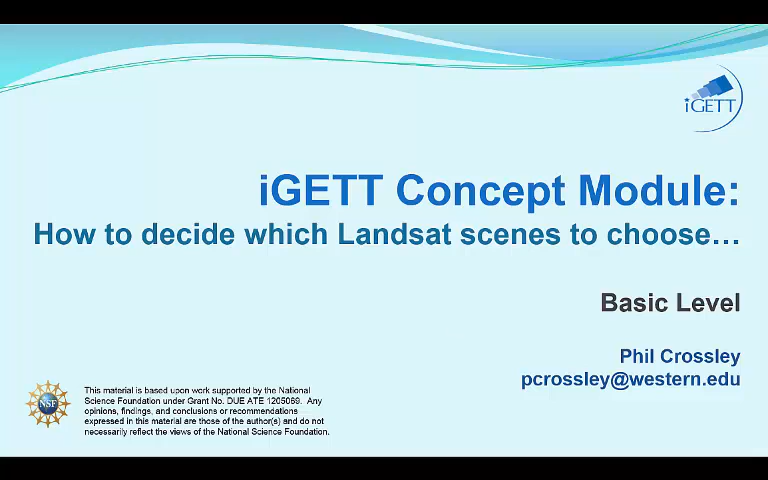 iGETT
iGETT Concept Module:
How to decide which Landsat scenes to choose…
Basic Level
Phil Crossley
pcrossley@western.edu
NSF
This material is based upon work supported by the National
Science Foundation under Grant No. DUE ATE 1205069. Any
opinions, findings, and conclusions or recommendations
expressed in this material are those of the author(s) and do not
necessarily reflect the views of the National Science Foundation.